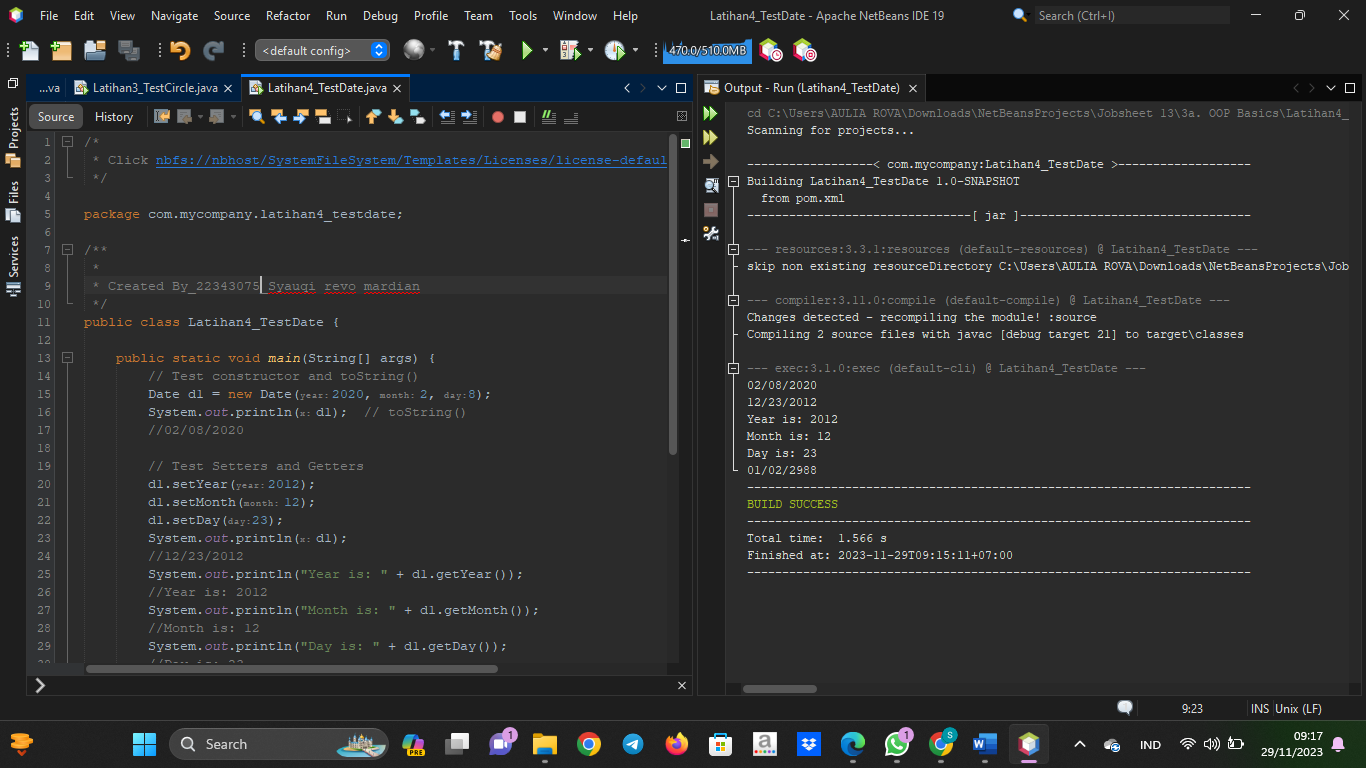 File Edit View Navigate Source Refactor Run Debug Profile Team Tools Window Help
Latihan4_TestDate - Apache NetBeans IDE 19
Search (Ctrl+I)
<default config>
470.0/510.0MB
...va
Latihan3_TestCircle.java
Latihan4_TestDate.java
Source History
Projects
Files
Services
1 /*
2 * Click nbfs://nbhost/SystemFileSystem/Templates/Licenses/license-defaul
3 */
4
5 package com.mycompany.latihan4_testdate;
6
7 /**
8 *
9 * Created By_22343075_Syauqi revo mardian
10 */
11 public class Latihan4_TestDate {
12
13 public static void main(String[] args) {
14 // Test constructor and toString()
15 Date d1 = new Date(year: 2020, month: 2, day: 8);
16 System.out.println(x: d1); // toString()
17 //02/08/2020
18
19 // Test Setters and Getters
20 d1.setYear(year: 2012);
21 d1.setMonth(month: 12);
22 d1.setDay(day: 23);
23 System.out.println(x: d1);
24 //12/23/2012
25 System.out.println("Year is: " + d1.getYear());
26 //Year is: 2012
27 System.out.println("Month is: " + d1.getMonth());
28 //Month is: 12
29 System.out.println("Day is: " + d1.getDay());
30 //Day is: 23
Output - Run (Latihan4_TestDate)
cd C:\Users\AULIA ROVA\Downloads\NetBeansProjects\Jobsheet 13\3a. OOP Basics\Latihan4_
Scanning for projects...
------------------< com.mycompany:Latihan4_TestDate >-------------------
Building Latihan4_TestDate 1.0-SNAPSHOT
from pom.xml
--------------------------------[ jar ]---------------------------------
--- resources:3.3.1:resources (default-resources) @ Latihan4_TestDate ---
skip non existing resourceDirectory C:\Users\AULIA ROVA\Downloads\NetBeansProjects\Job
--- compiler:3.11.0:compile (default-compile) @ Latihan4_TestDate ---
Changes detected - recompiling the module! :source
Compiling 2 source files with javac [debug target 21] to target\classes
--- exec:3.1.0:exec (default-cli) @ Latihan4_TestDate ---
02/08/2020
12/23/2012
Year is: 2012
Month is: 12
Day is: 23
01/02/2988
------------------------------------------------------------------------
BUILD SUCCESS
------------------------------------------------------------------------
Total time: 1.566 s
Finished at: 2023-11-29T09:15:11+07:00
------------------------------------------------------------------------
9:23
INS Unix (LF)
Search
PRE
1
a
1
S
W
IND
09:17
29/11/2023